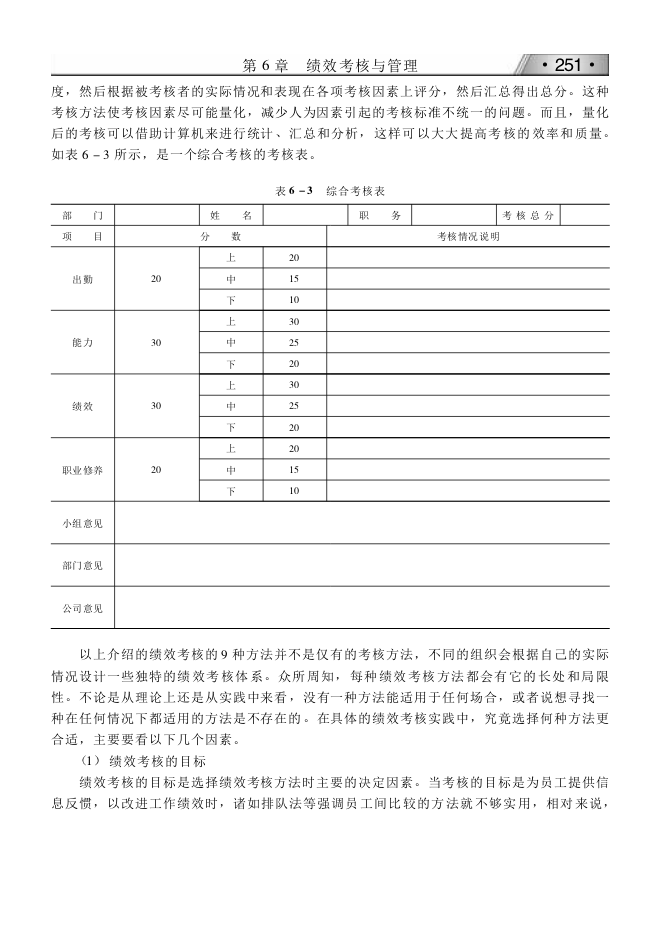 第 6 章 绩效考核与管理 · 251 ·
度，然后根据被考核者的实际情况和表现在各项考核因素上评分，然后汇总得出总分。这种
考核方法使考核因素尽可能量化，减少人为因素引起的考核标准不统一的问题。而且，量化
后的考核可以借助计算机来进行统计、汇总和分析，这样可以大大提高考核的效率和质量。
如表 6－3 所示，是一个综合考核的考核表。
表 6－3 综合考核表
部 门 姓 名 职 务 考核总分
项 目 分 数 考核情况说明
上 20
出勤 20 中 15
下 10
上 30
能力 30 中 25
下 20
上 30
绩效 30 中 25
下 20
上 20
职业修养 20 中 15
下 10
小组意见
部门意见
公司意见
以上介绍的绩效考核的 9 种方法并不是仅有的考核方法，不同的组织会根据自己的实际
情况设计一些独特的绩效考核体系。众所周知，每种绩效考核方法都会有它的长处和局限
性。不论是从理论上还是从实践中来看，没有一种方法能适用于任何场合，或者说想寻找一
种在任何情况下都适用的方法是不存在的。在具体的绩效考核实践中，究竟选择何种方法更
合适，主要要看以下几个因素。
（1）绩效考核的目标
绩效考核的目标是选择绩效考核方法时主要的决定因素。当考核的目标是为员工提供信
息反惯，以改进工作绩效时，诸如排队法等强调员工间比较的方法就不够实用，相对来说，